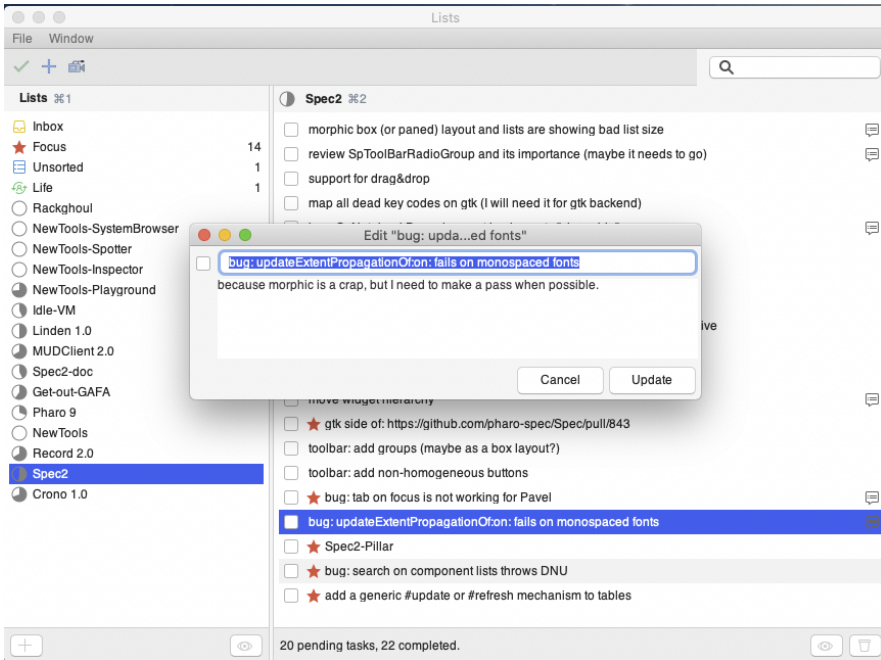 Lists
File Window
Lists ⌘1
Inbox
Focus 14
Unsorted 1
Life 1
Rackghoul
NewTools-SystemBrowser
NewTools-Spotter
NewTools-Inspector
NewTools-Playground
Idle-VM
Linden 1.0
MUDClient 2.0
Spec2-doc
Get-out-GAFA
Pharo 9
NewTools
Record 2.0
Spec2
Crono 1.0
Spec2 ⌘2
morphic box (or paned) layout and lists are showing bad list size
review SpToolBarRadioGroup and its importance (maybe it needs to go)
support for drag&drop
map all dead key codes on gtk (I will need it for gtk backend)
Edit "bug: upda...ed fonts"
bug: updateExtentPropagationOf:on: fails on monospaced fonts
because morphic is a crap, but I need to make a pass when possible.
Cancel Update
ive
move widget hierarchy
gtk side of: https://github.com/pharo-spec/Spec/pull/843
toolbar: add groups (maybe as a box layout?)
toolbar: add non-homogeneous buttons
bug: tab on focus is not working for Pavel
bug: updateExtentPropagationOf:on: fails on monospaced fonts
Spec2-Pillar
bug: search on component lists throws DNU
add a generic #update or #refresh mechanism to tables
20 pending tasks, 22 completed.